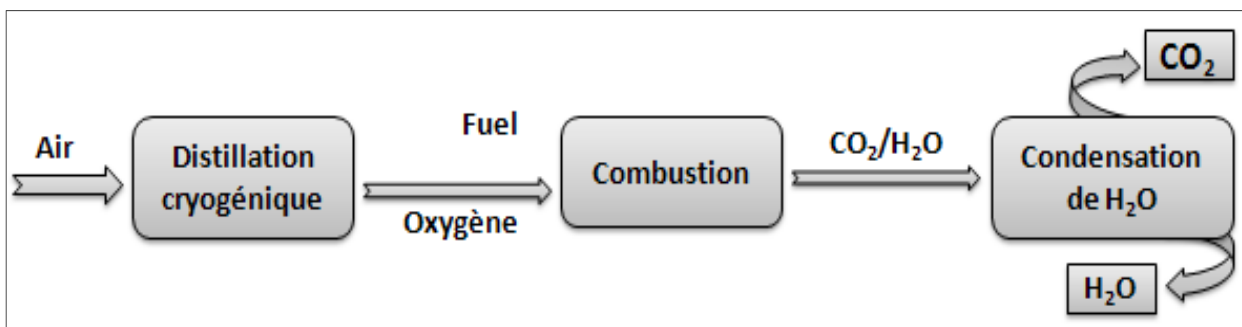 Air
Distillation
cryogénique
Fuel
Oxygène
Combustion
CO₂/H₂O
Condensation
de H₂O
CO₂
H₂O